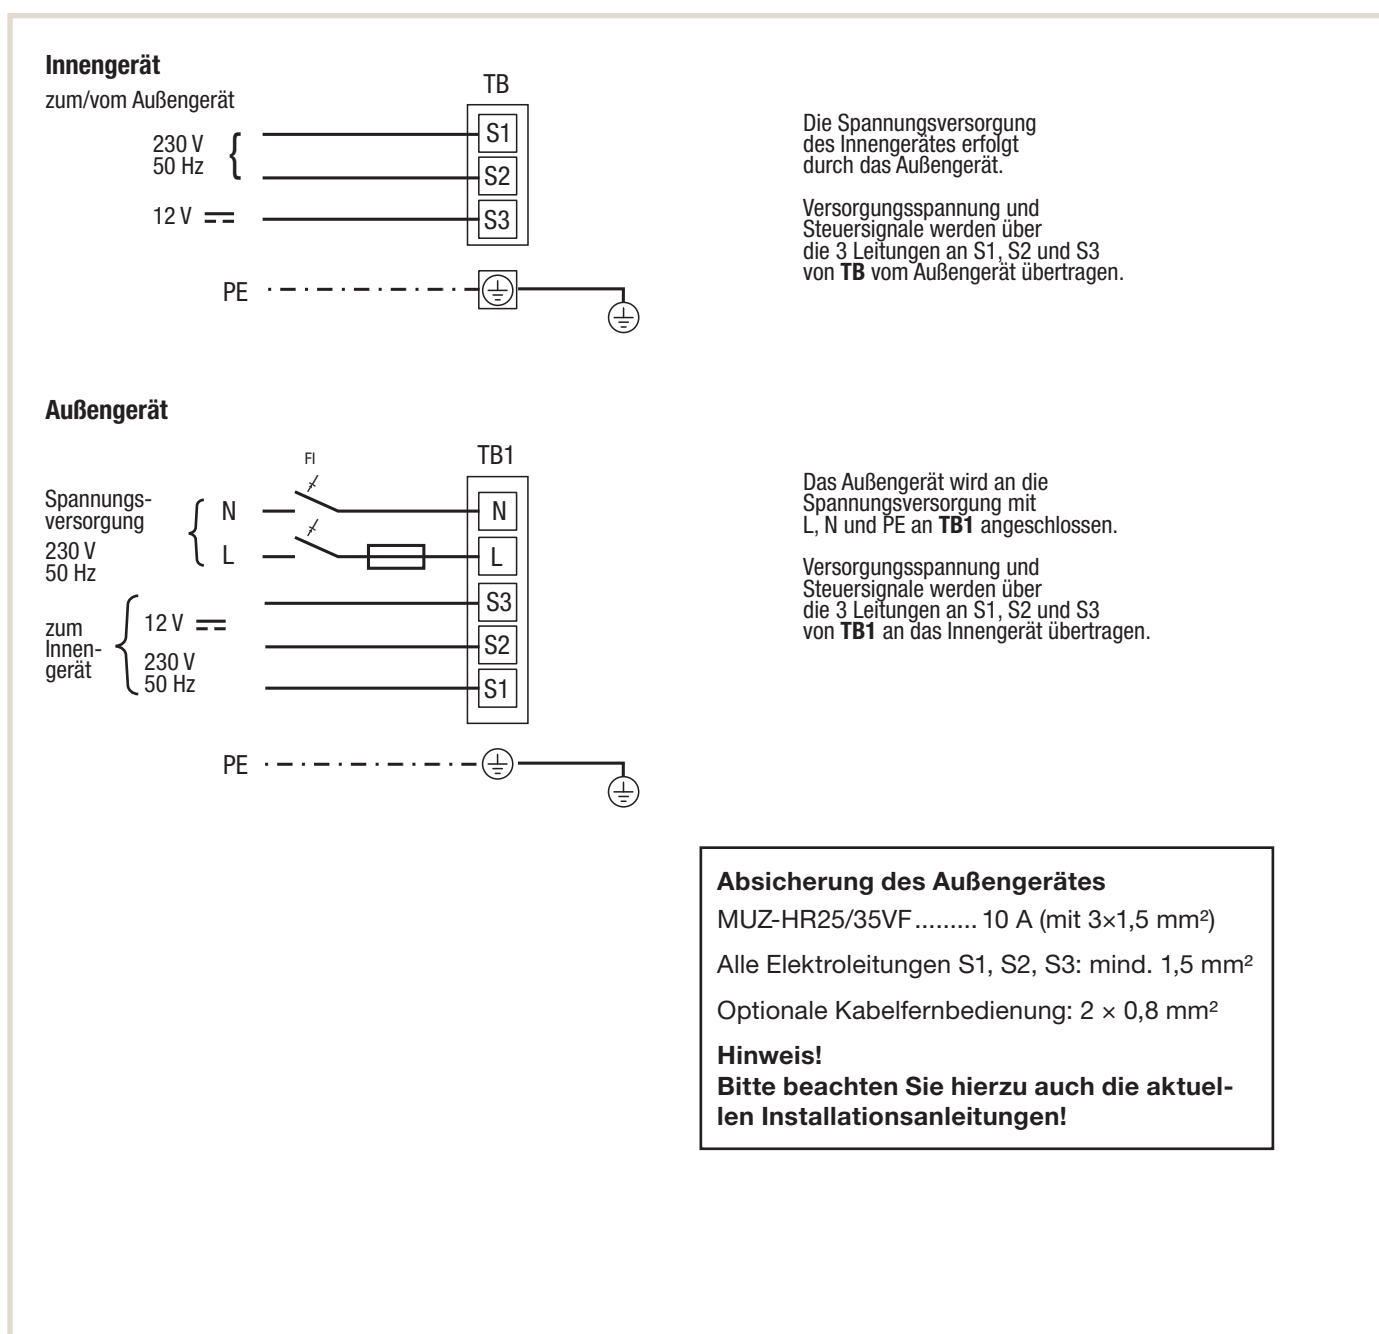 Innengerät
zum/vom Außengerät
TB
230 V
50 Hz
S1
S2
12 V
S3
PE
Die Spannungsversorgung
des Innengerätes erfolgt
durch das Außengerät.
Versorgungsspannung und
Steuersignale werden über
die 3 Leitungen an S1, S2 und S3
von TB vom Außengerät übertragen.
Außengerät
FI
TB1
Spannungs-
versorgung
230 V
50 Hz
N
L
N
L
S3
S2
S1
zum
Innen-
gerät
12 V
230 V
50 Hz
PE
Das Außengerät wird an die
Spannungsversorgung mit
L, N und PE an TB1 angeschlossen.
Versorgungsspannung und
Steuersignale werden über
die 3 Leitungen an S1, S2 und S3
von TB1 an das Innengerät übertragen.
Absicherung des Außengerätes
MUZ-HR25/35VF ......... 10 A (mit 3×1,5 mm²)
Alle Elektroleitungen S1, S2, S3: mind. 1,5 mm²
Optionale Kabelfernbedienung: 2 × 0,8 mm²
Hinweis!
Bitte beachten Sie hierzu auch die aktuel-
len Installationsanleitungen!